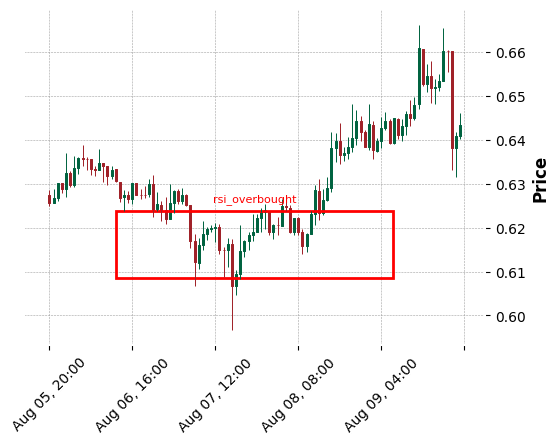 0.66
0.65
0.64
0.63
0.62
0.61
0.60
Price
rsi_overbought
Aug 05, 20:00
Aug 06, 16:00
Aug 07, 12:00
Aug 08, 08:00
Aug 09, 04:00